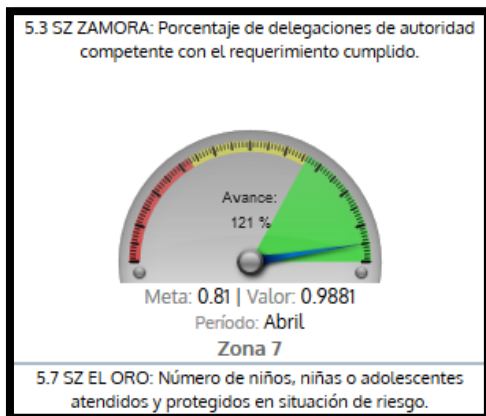 5.3 SZ ZAMORA: Porcentaje de delegaciones de autoridad
competente con el requerimiento cumplido.
Avance:
121 %
Meta: 0.81 | Valor: 0.9881
Período: Abril
Zona 7
5.7 SZ EL ORO: Número de niños, niñas o adolescentes
atendidos y protegidos en situación de riesgo.